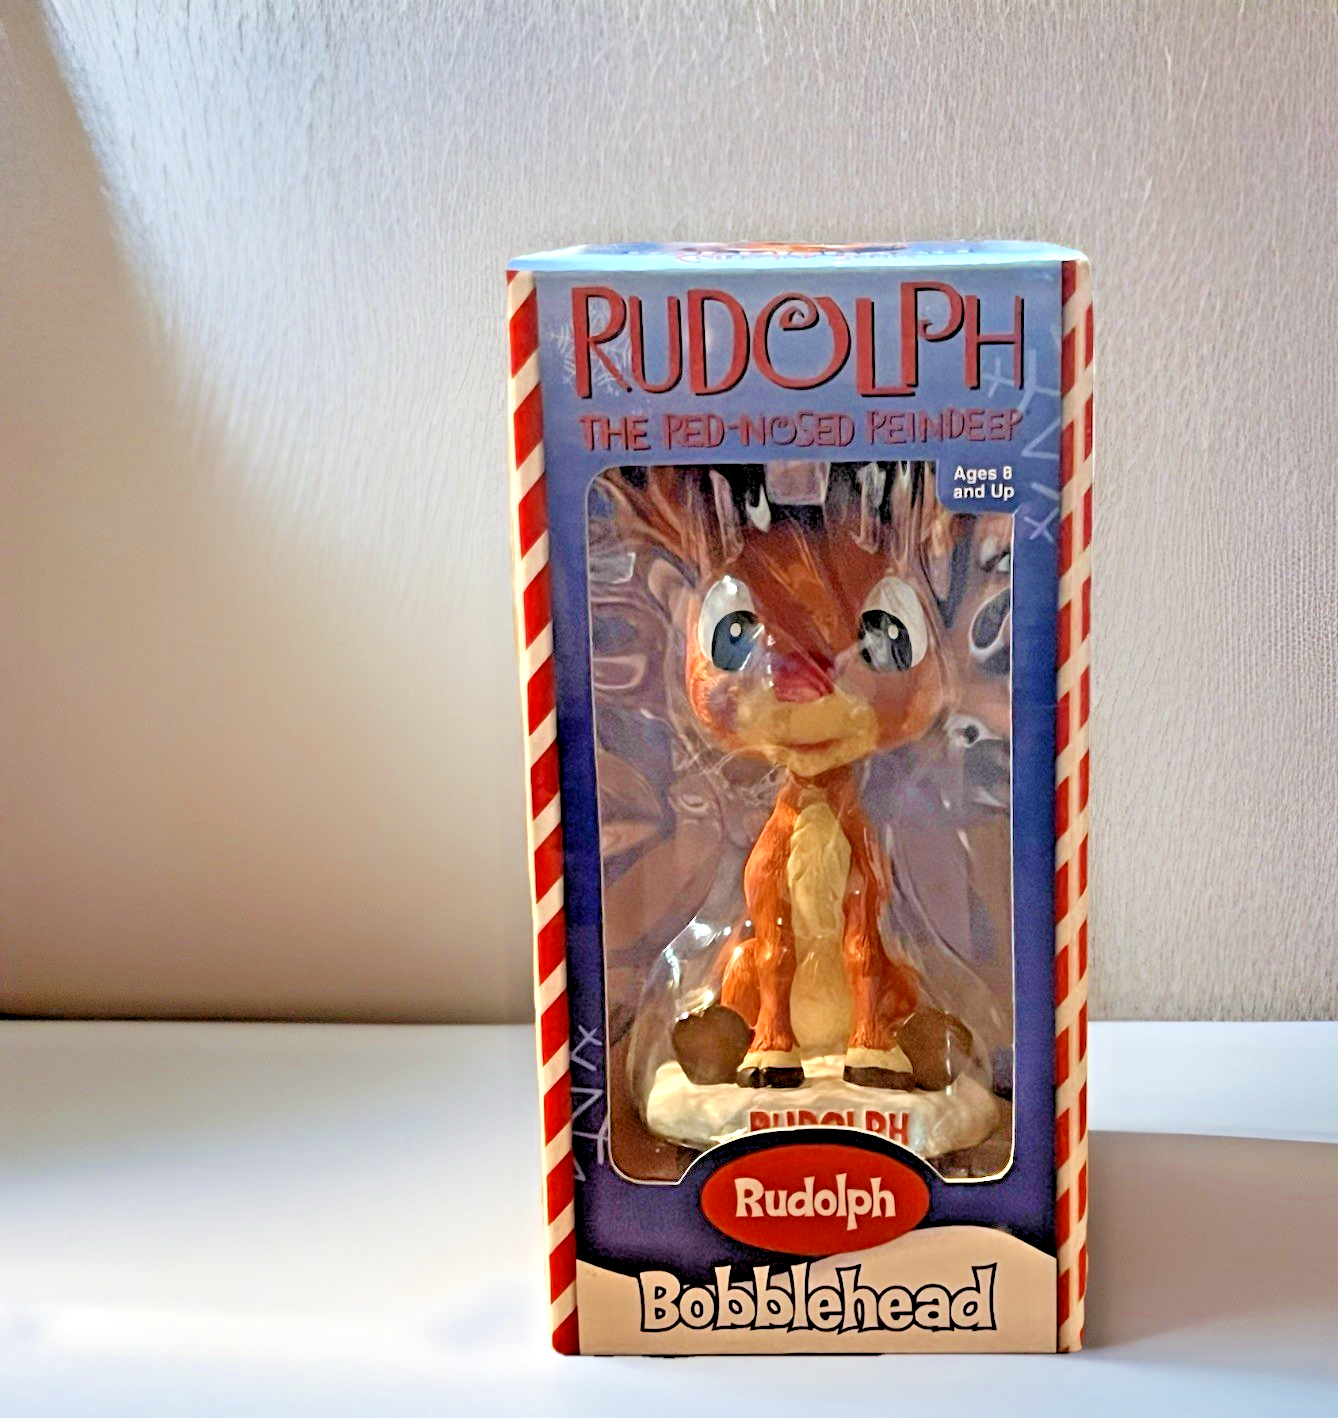 RUDOLPH
THE RED-NOSED REINDEER
Ages 8
and Up
RUDOLPH
Rudolph
Bobblehead